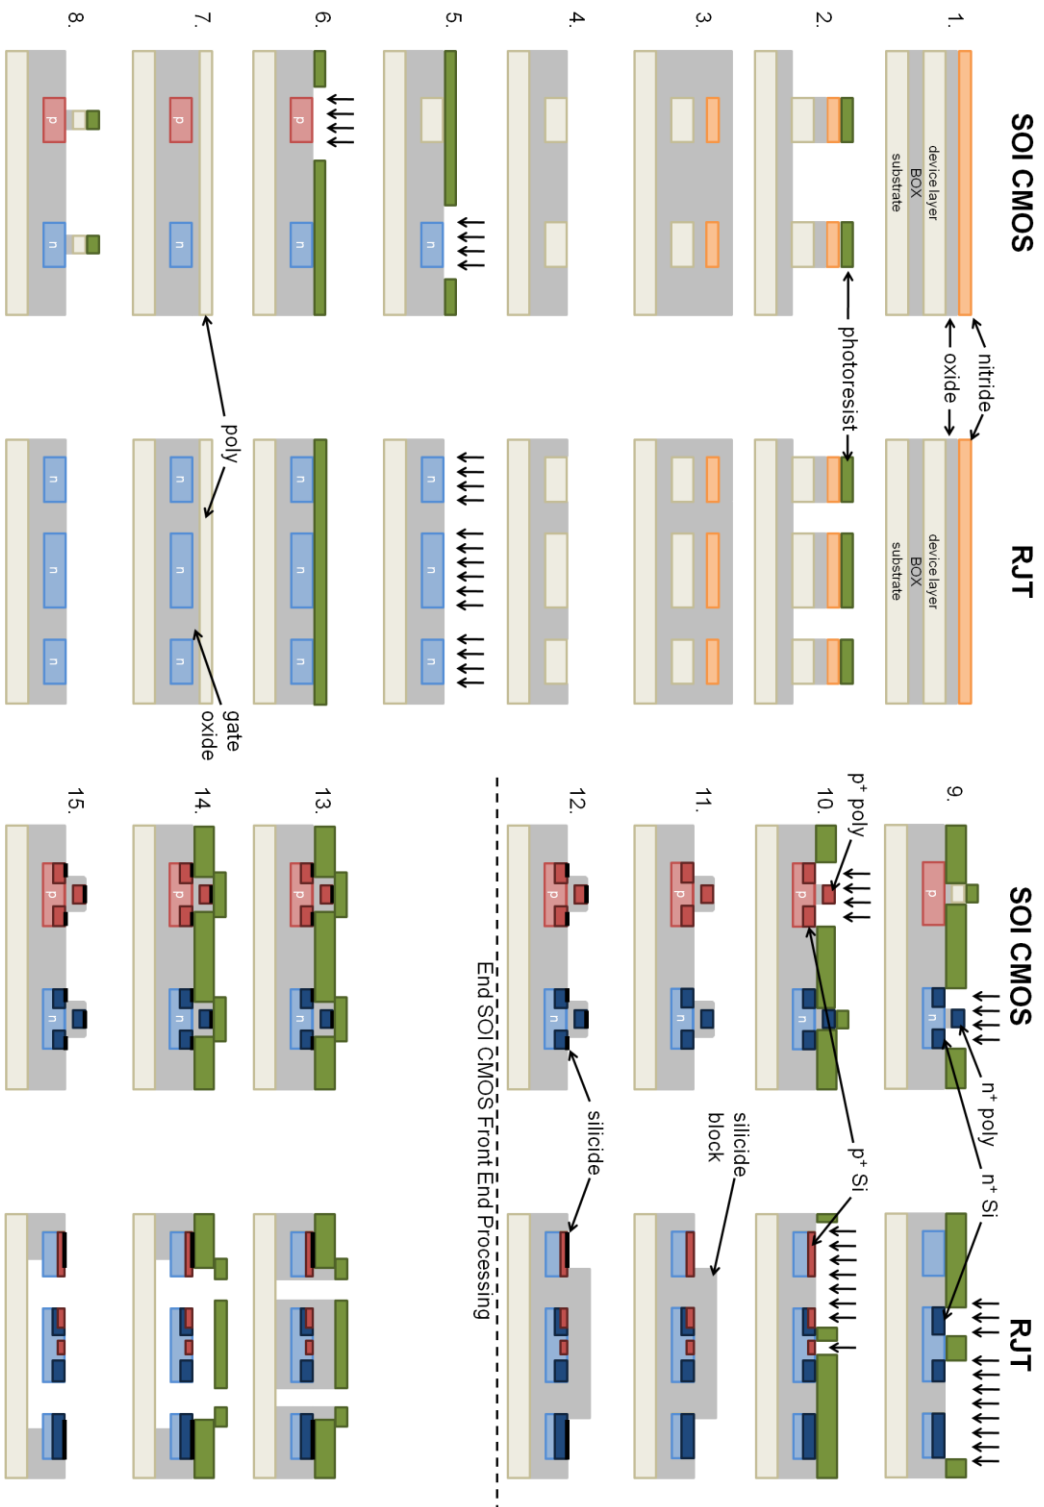 SOI CMOS
RJT
1.
device layer
BOX
substrate
nitride
oxide
device layer
BOX
substrate
2.
photoresist
3.
4.
5.
n
n
n
n
6.
p
n
n
n
n
7.
p
n
poly
n
n
n
gate
oxide
8.
p
n
n
n
n
SOI CMOS
RJT
9.
p
n
n⁺ poly
n⁺ Si
10.
p⁺ poly
p
n
p⁺ Si
11.
silicide
block
12.
p
n
silicide
End SOI CMOS Front End Processing
13.
p
n
14.
p
n
15.
p
n